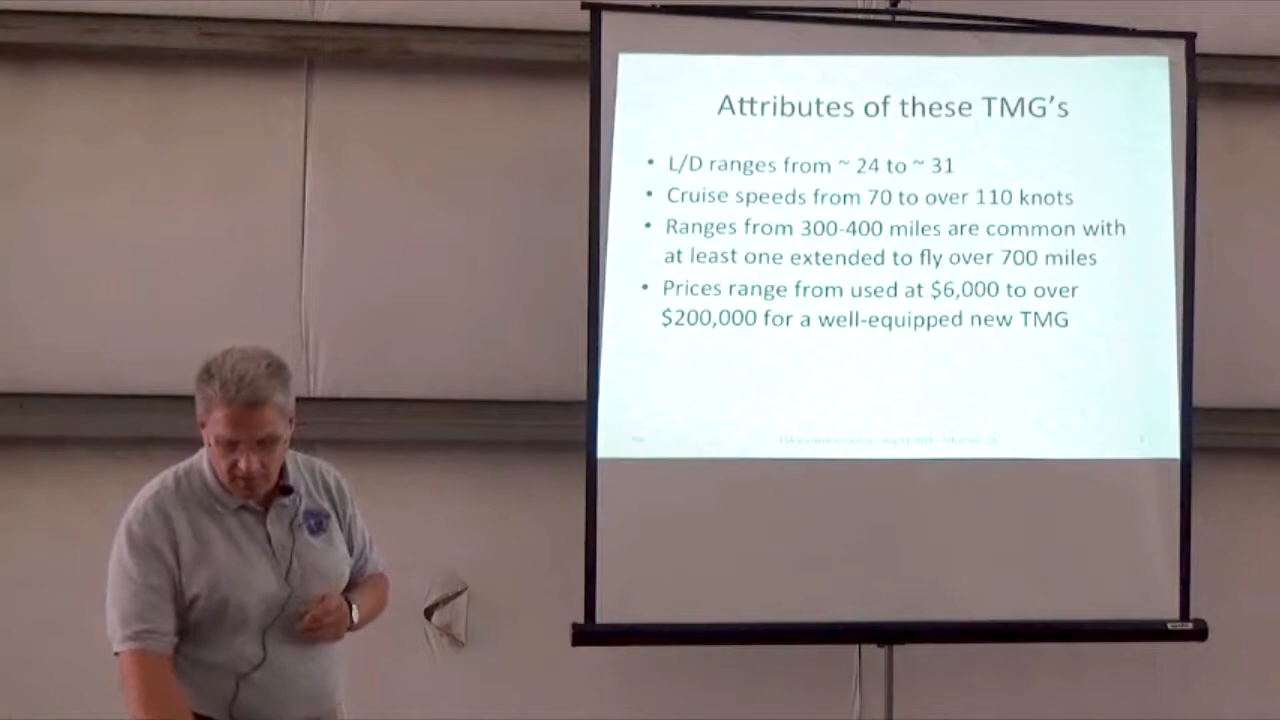 Attributes of these TMG's
• L/D ranges from ~ 24 to ~ 31
• Cruise speeds from 70 to over 110 knots
• Ranges from 300-400 miles are common with
at least one extended to fly over 700 miles
• Prices range from used at $6,000 to over
$200,000 for a well-equipped new TMG